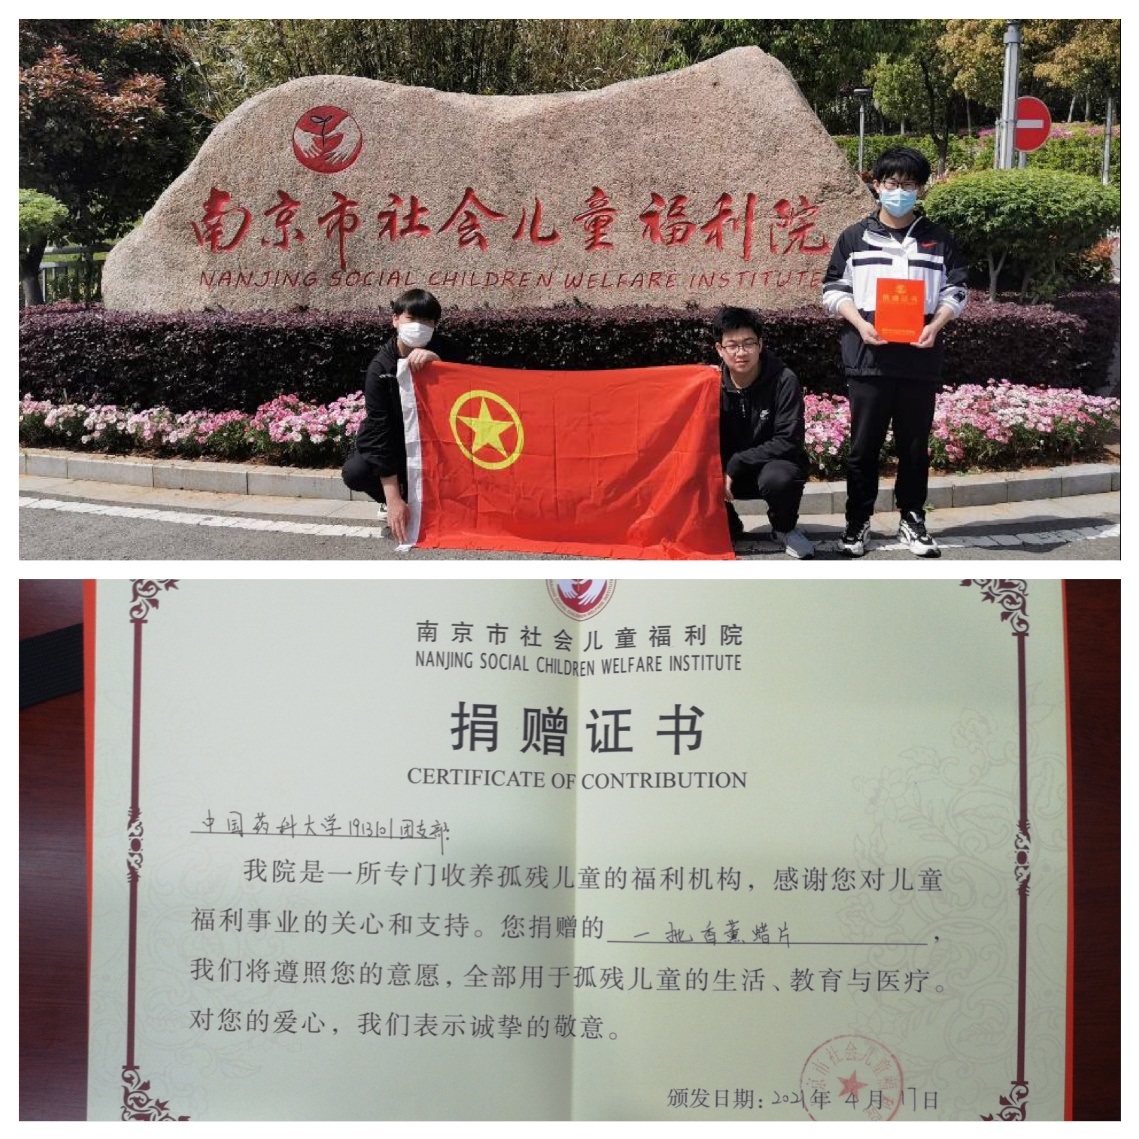 南京市社会儿童福利院
NANJING SOCIAL CHILDREN WELFARE INSTITUTE
捐赠证书
南京市社会儿童福利院
NANJING SOCIAL CHILDREN WELFARE INSTITUTE
捐赠证书
CERTIFICATE OF CONTRIBUTION
中国药科大学1913101团支部
我院是一所专门收养孤残儿童的福利机构，感谢您对儿童
福利事业的关心和支持。您捐赠的一批香薰蜡片，
我们将遵照您的意愿，全部用于孤残儿童的生活、教育与医疗。
对您的爱心，我们表示诚挚的敬意。
颁发日期：2021年4月17日